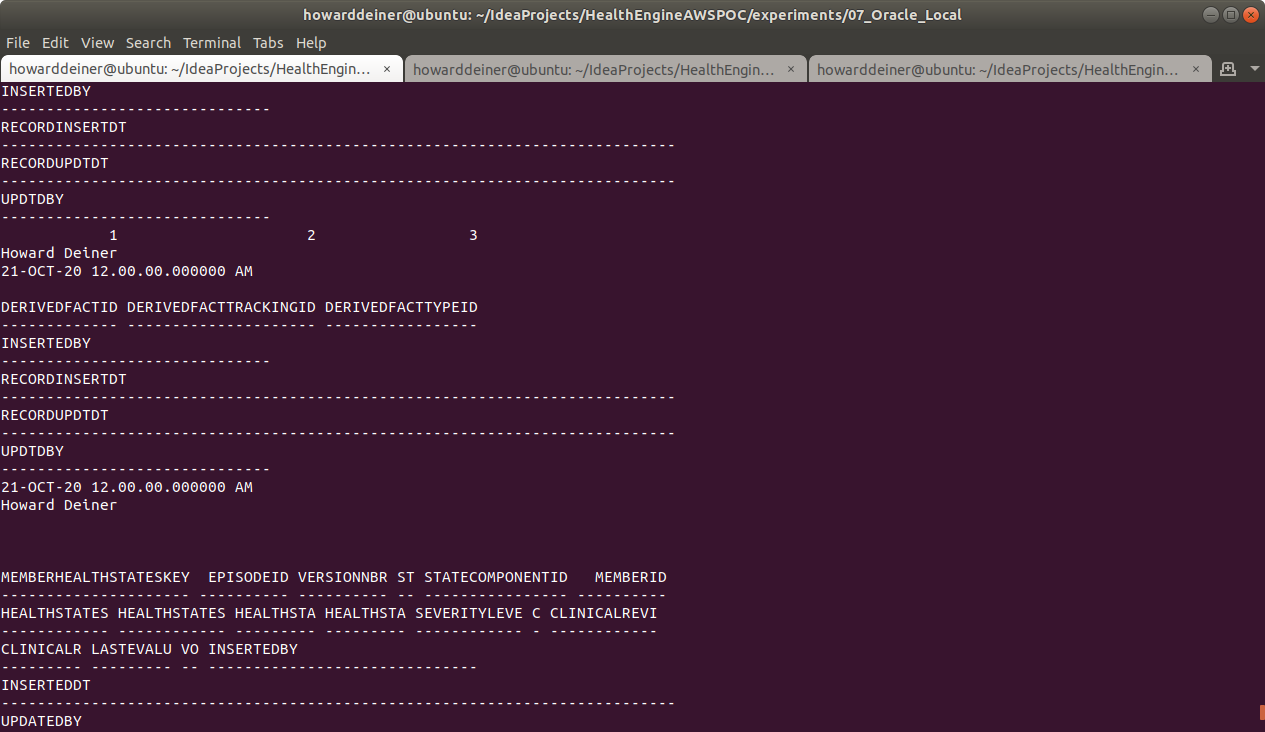 howarddeiner@ubuntu: ~/IdeaProjects/HealthEngineAWSPOC/experiments/07_Oracle_Local
File Edit View Search Terminal Tabs Help
howarddeiner@ubuntu: ~/IdeaProjects/HealthEngin... × howarddeiner@ubuntu: ~/IdeaProjects/HealthEngin... × howarddeiner@ubuntu: ~/IdeaProjects/HealthEngin... ×
INSERTEDBY
------------------------------
RECORDINSERTDT
---------------------------------------------------------------------------
RECORDUPDTDT
---------------------------------------------------------------------------
UPDTDBY
------------------------------
            1                     2                 3
Howard Deiner
21-OCT-20 12.00.00.000000 AM

DERIVEDFACTID DERIVEDFACTTRACKINGID DERIVEDFACTTYPEID
------------- --------------------- -----------------
INSERTEDBY
------------------------------
RECORDINSERTDT
---------------------------------------------------------------------------
RECORDUPDTDT
---------------------------------------------------------------------------
UPDTDBY
------------------------------
21-OCT-20 12.00.00.000000 AM
Howard Deiner

MEMBERHEALTHSTATESKEY  EPISODEID VERSIONNBR ST STATECOMPONENTID   MEMBERID
--------------------- ---------- ---------- -- ---------------- ----------
HEALTHSTATES HEALTHSTATES HEALTHSTA HEALTHSTA SEVERITYLEVE C CLINICALREVI
------------ ------------ --------- --------- ------------ - ------------
CLINICALR LASTEVALU VO INSERTEDBY
--------- --------- -- ------------------------------
INSERTEDDT
---------------------------------------------------------------------------
UPDATEDBY